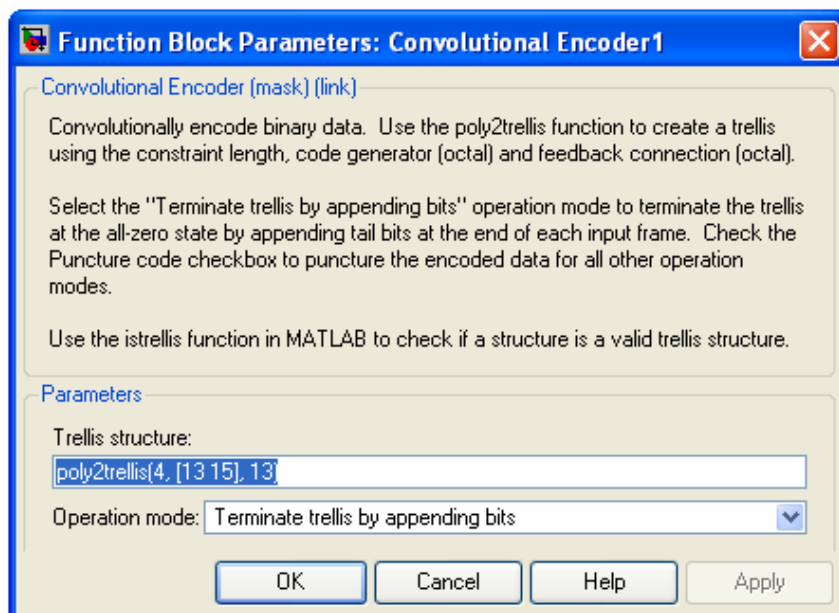 Function Block Parameters: Convolutional Encoder1
Convolutional Encoder (mask) (link)
Convolutionally encode binary data. Use the poly2trellis function to create a trellis
using the constraint length, code generator (octal) and feedback connection (octal).
Select the "Terminate trellis by appending bits" operation mode to terminate the trellis
at the all-zero state by appending tail bits at the end of each input frame. Check the
Puncture code checkbox to puncture the encoded data for all other operation
modes.
Use the istrellis function in MATLAB to check if a structure is a valid trellis structure.
Parameters
Trellis structure:
poly2trellis(4, [13 15], 13)
Operation mode: Terminate trellis by appending bits
OK Cancel Help Apply